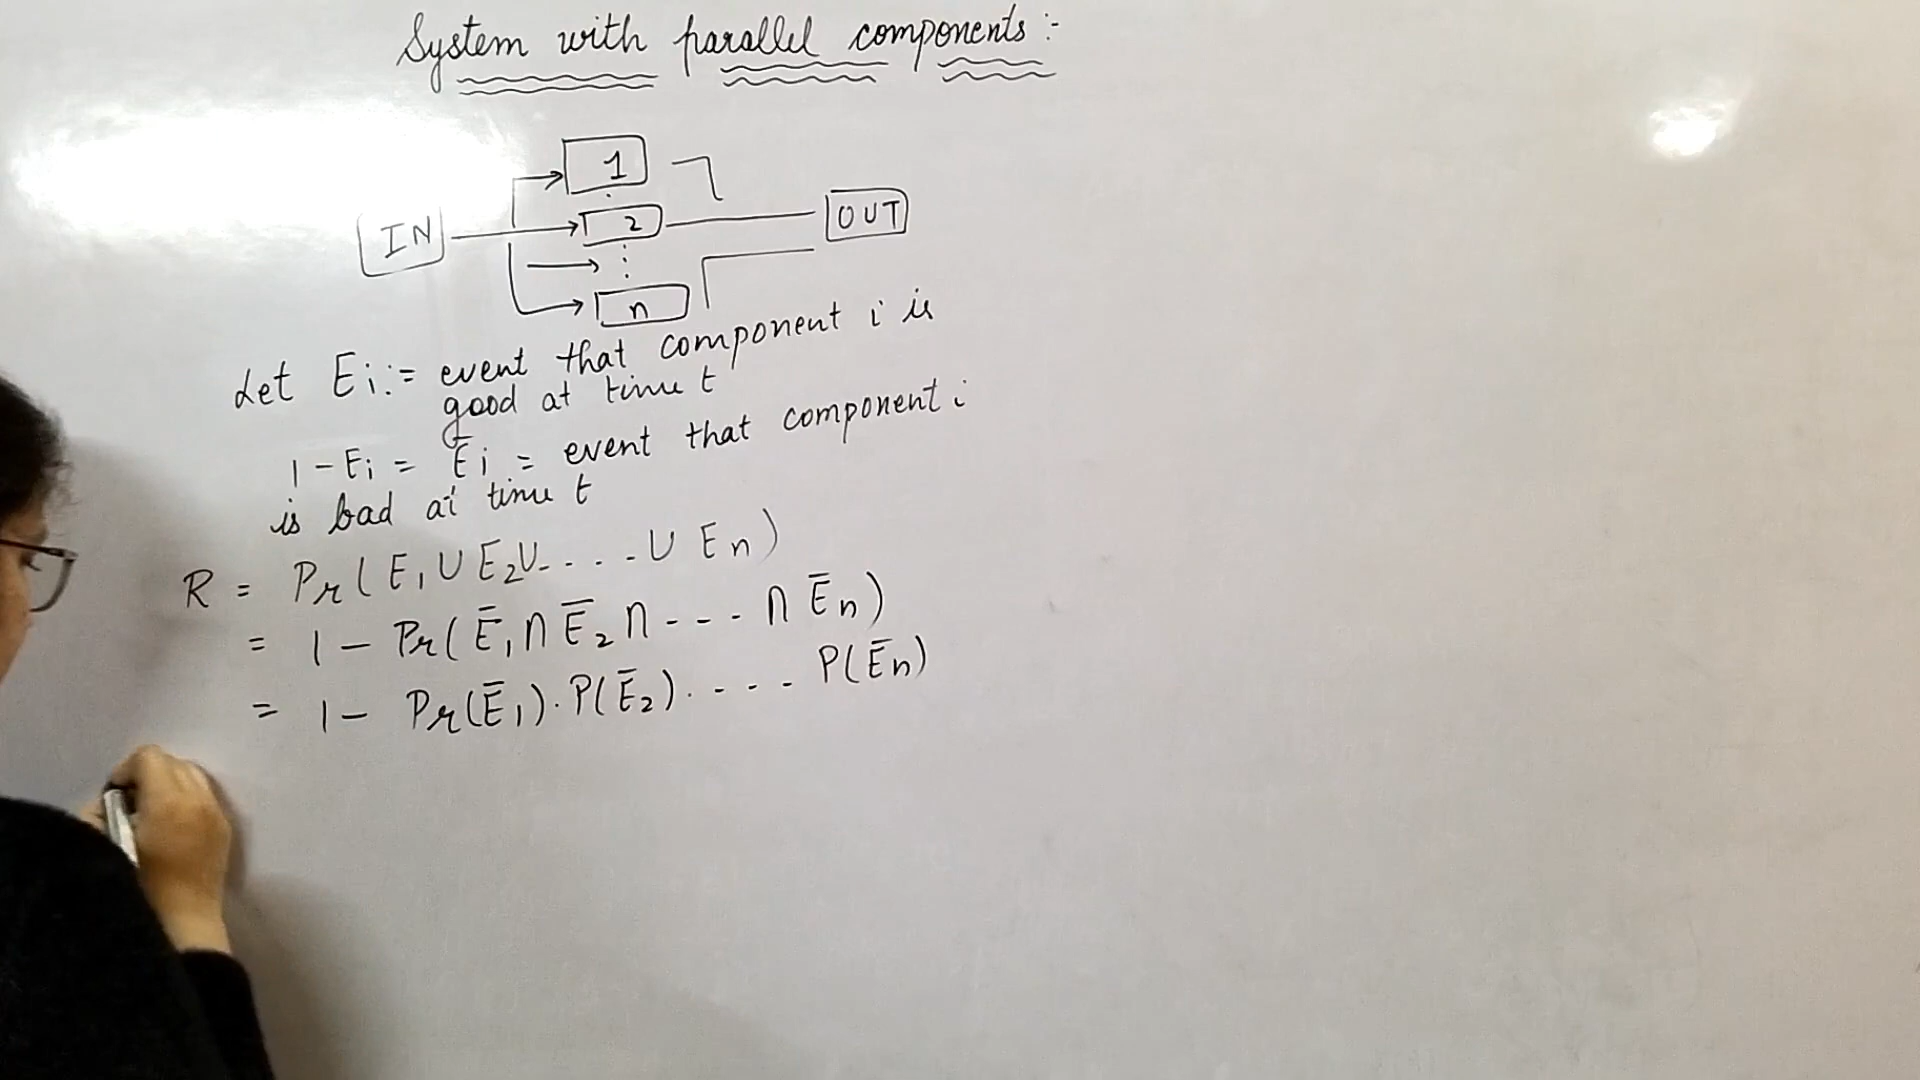 System with parallel components :-
1
IN
2
OUT
n
Let Ei := event that component i is
good at time t
1 - Ei = Ēi = event that component i
is bad at time t
R = Pr(E₁ ∪ E₂ ∪ - . . . - ∪ En)
= 1 - Pr(Ē₁ ∩ Ē₂ ∩ - - - . ∩ Ēn)
= 1 - Pr(Ē₁) . P(Ē₂) . - - - - P(Ēn)